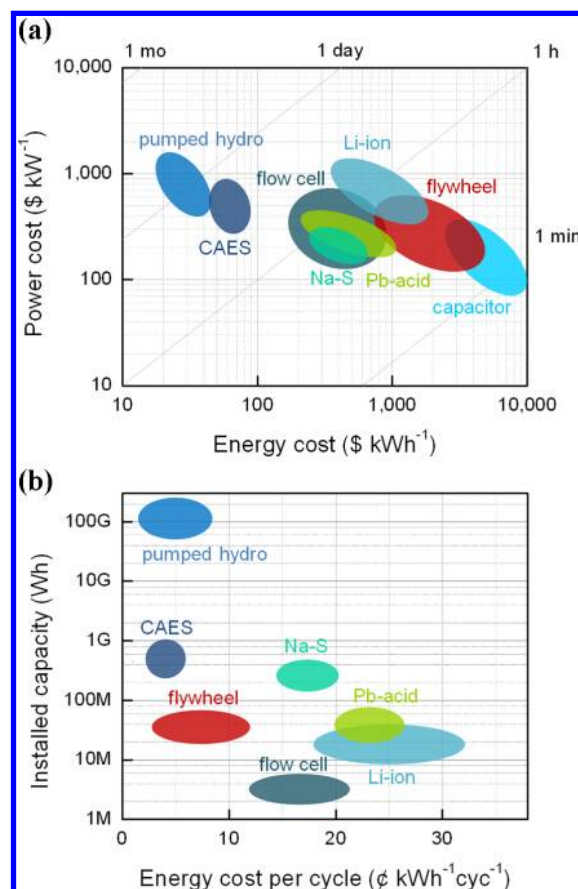 (a)
1 mo
1 day
1 h
10,000
1,000
100
10
Power cost ($ kW⁻¹)
pumped hydro
CAES
flow cell
Li-ion
flywheel
Na-S
Pb-acid
capacitor
1 min
10
100
1,000
10,000
Energy cost ($ kWh⁻¹)
(b)
100G
10G
1G
100M
10M
1M
Installed capacity (Wh)
pumped hydro
CAES
Na-S
flywheel
Pb-acid
flow cell
Li-ion
0
10
20
30
Energy cost per cycle (¢ kWh⁻¹cyc⁻¹)